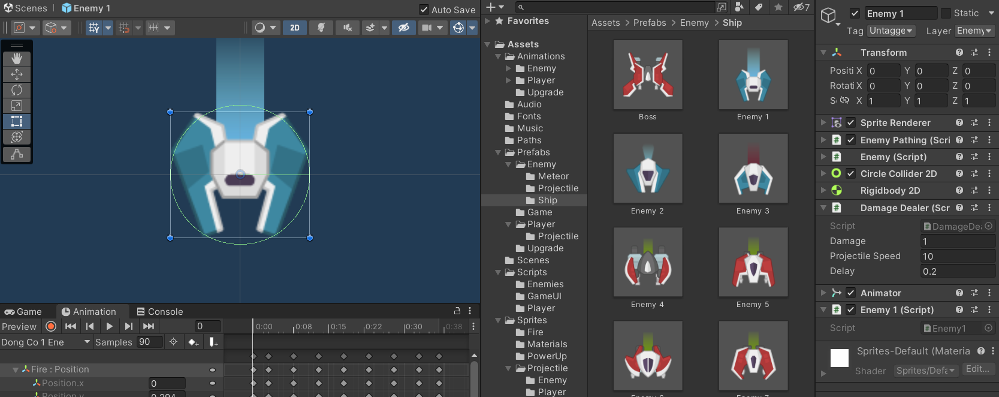 Scenes
Enemy 1
Auto Save
2D
Game
Animation
Console
Preview
0
0:00
0:08
0:15
0:22
0:30
0:38
Dong Co 1 Ene
Samples
90
Fire : Position
Position.x
0
Position.y
0.294
7
Favorites
Assets
Animations
Enemy
Player
Upgrade
Audio
Fonts
Music
Paths
Prefabs
Enemy
Meteor
Projectile
Ship
Game
Player
Projectile
Upgrade
Scenes
Scripts
Enemies
GameUI
Player
Sprites
Fire
Materials
PowerUp
Projectile
Enemy
Player
Assets > Prefabs > Enemy > Ship
Boss
Enemy 1
Enemy 2
Enemy 3
Enemy 4
Enemy 5
Enemy 6
Enemy 7
Enemy 1
Static
Tag Untagge
Layer Enemy
Transform
Positi X 0 Y 0 Z 0
Rotati X 0 Y 0 Z 0
Sc X 1 Y 1 Z 1
Sprite Renderer
Enemy Pathing (Scri
Enemy (Script)
Circle Collider 2D
Rigidbody 2D
Damage Dealer (Scr
Script DamageDea
Damage 1
Projectile Speed 10
Delay 0.2
Animator
Enemy 1 (Script)
Script Enemy1
Sprites-Default (Materia
Shader Sprites/Defa
Edit...